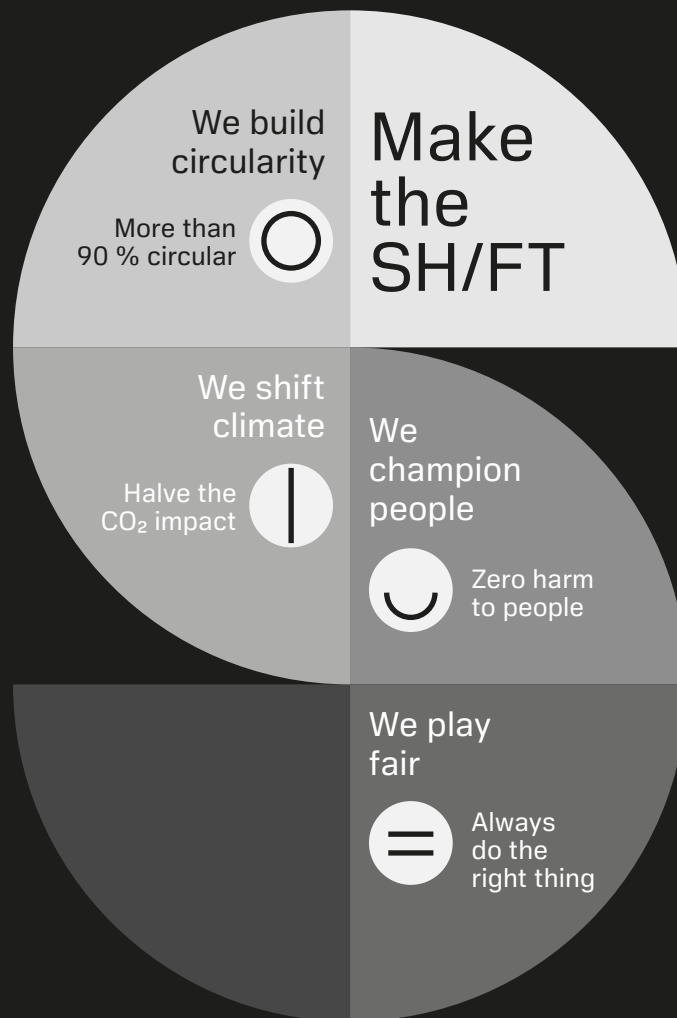 Make
the
SH/FT
We build
circularity
More than
90 % circular
We shift
climate
Halve the
CO₂ impact
We
champion
people
Zero harm
to people
We play
fair
Always
do the
right thing